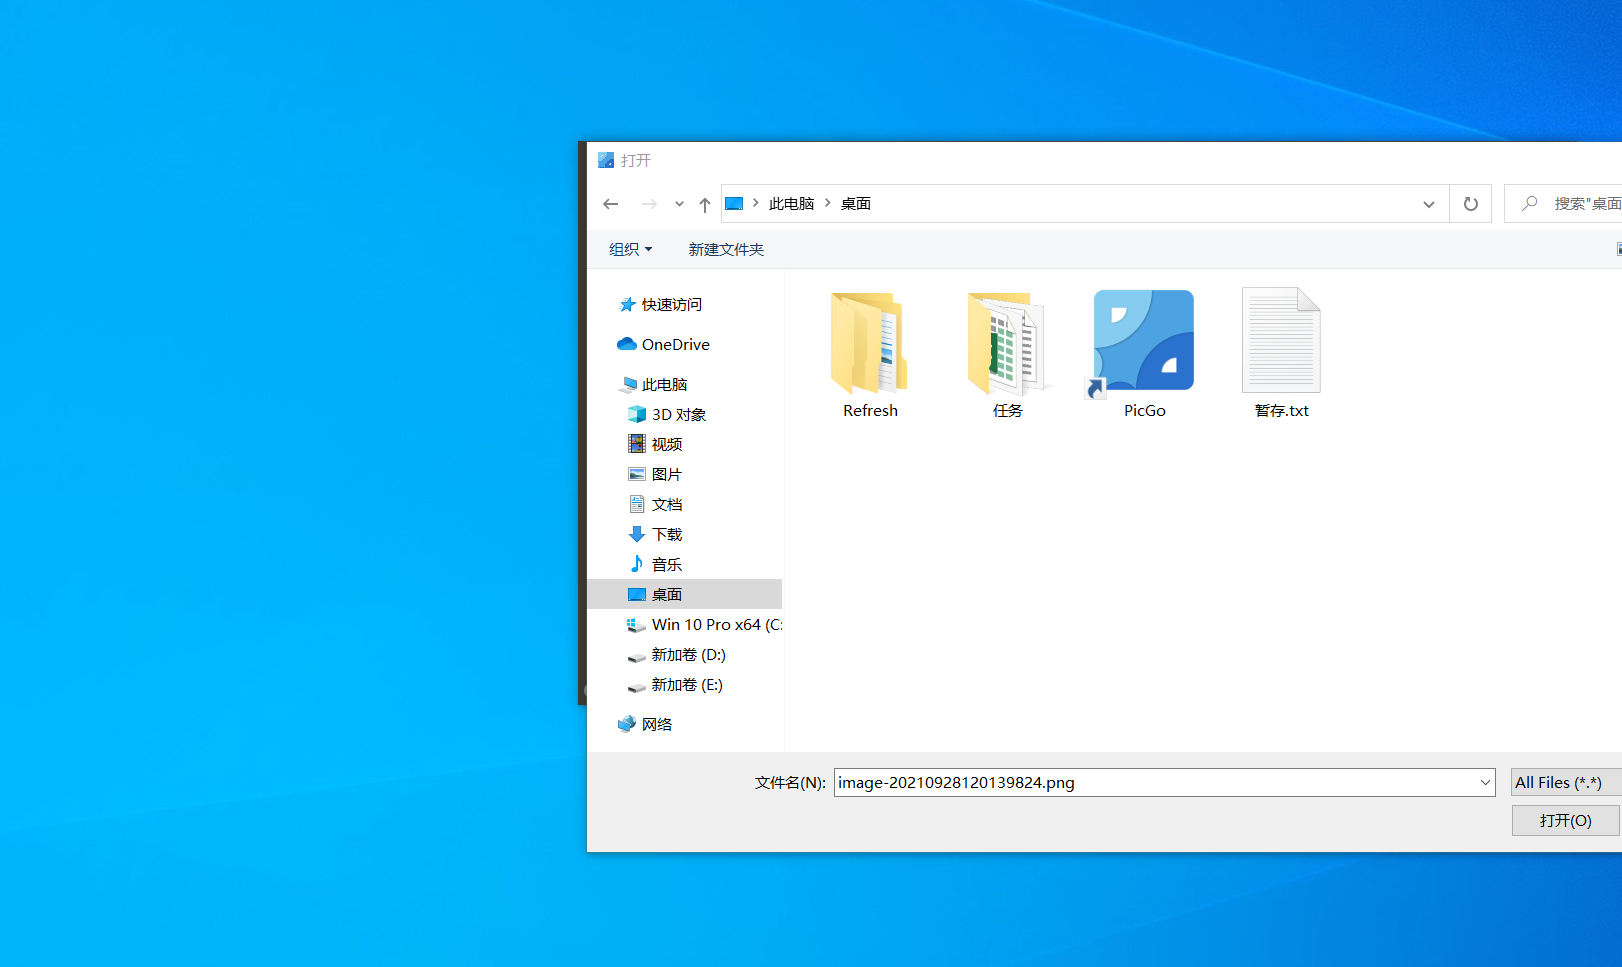 打开
此电脑 桌面
搜索"桌面
组织 新建文件夹
快速访问
OneDrive
此电脑
3D 对象
视频
图片
文档
下载
音乐
桌面
Win 10 Pro x64 (C:
新加卷 (D:)
新加卷 (E:)
网络
Refresh
任务
PicGo
暂存.txt
文件名(N): image-20210928120139824.png All Files (*.*)
打开(O)